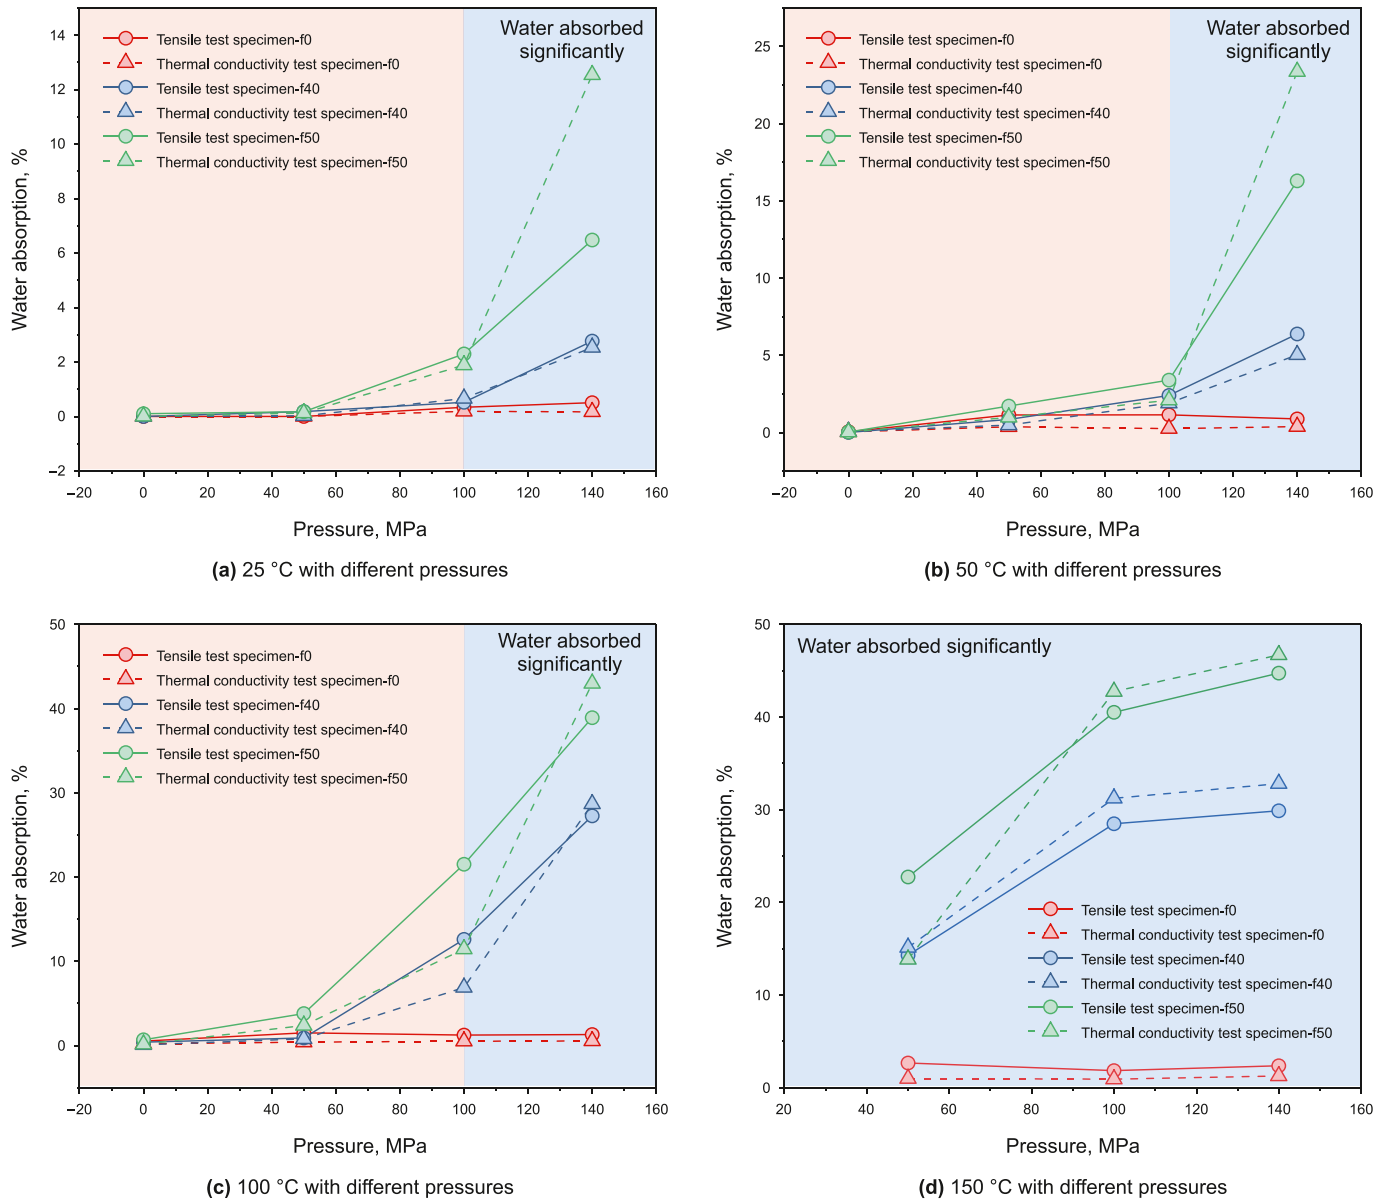 Water absorbed
significantly
Tensile test specimen-f0
Thermal conductivity test specimen-f0
Tensile test specimen-f40
Thermal conductivity test specimen-f40
Tensile test specimen-f50
Thermal conductivity test specimen-f50
Water absorption, %
14
12
10
8
6
4
2
0
–2
–20
0
20
40
60
80
100
120
140
160
Pressure, MPa
(a) 25 °C with different pressures
Water absorbed
significantly
Tensile test specimen-f0
Thermal conductivity test specimen-f0
Tensile test specimen-f40
Thermal conductivity test specimen-f40
Tensile test specimen-f50
Thermal conductivity test specimen-f50
Water absorption, %
25
20
15
10
5
0
–20
0
20
40
60
80
100
120
140
160
Pressure, MPa
(b) 50 °C with different pressures
Water absorbed
significantly
Tensile test specimen-f0
Thermal conductivity test specimen-f0
Tensile test specimen-f40
Thermal conductivity test specimen-f40
Tensile test specimen-f50
Thermal conductivity test specimen-f50
Water absorption, %
50
40
30
20
10
0
–20
0
20
40
60
80
100
120
140
160
Pressure, MPa
(c) 100 °C with different pressures
Water absorbed significantly
Tensile test specimen-f0
Thermal conductivity test specimen-f0
Tensile test specimen-f40
Thermal conductivity test specimen-f40
Tensile test specimen-f50
Thermal conductivity test specimen-f50
Water absorption, %
50
40
30
20
10
0
20
40
60
80
100
120
140
160
Pressure, MPa
(d) 150 °C with different pressures